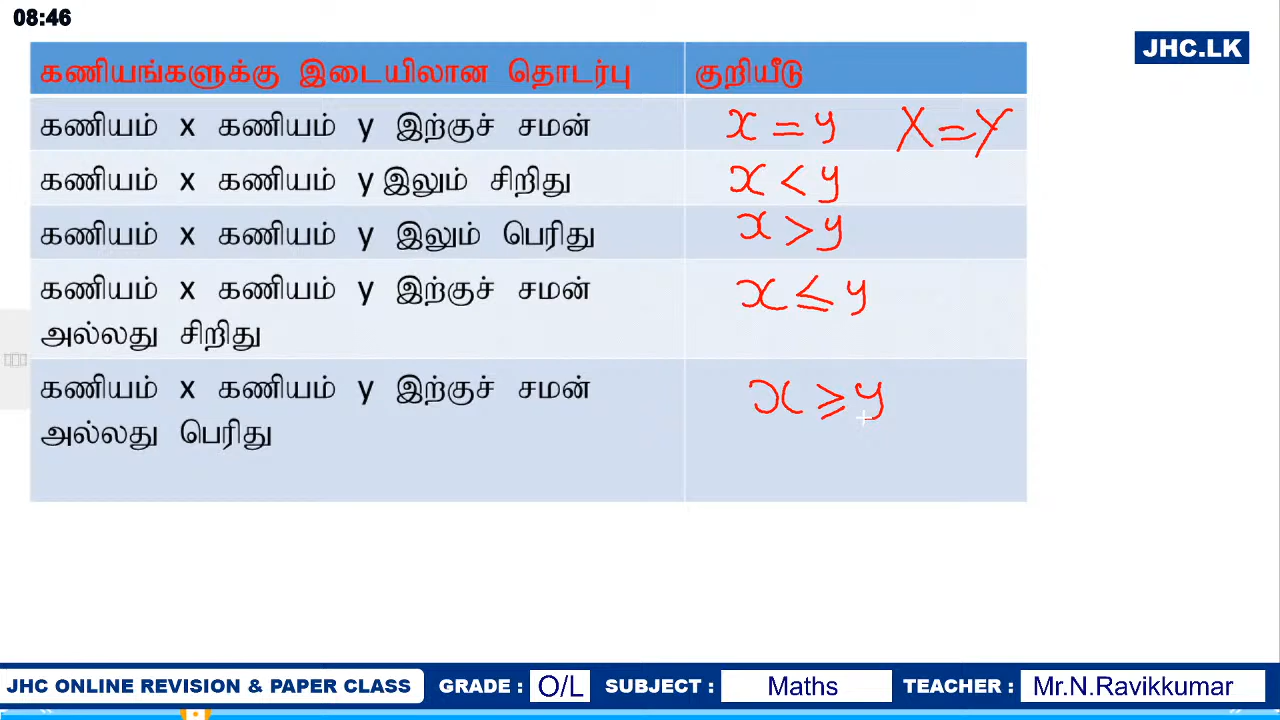 08:46
JHC.LK
கணியங்களுக்கு இடையிலான தொடர்பு குறியீடு
கணியம் x கணியம் y இற்குச் சமன் x = y X = Y
கணியம் x கணியம் y இலும் சிறிது x < y
கணியம் x கணியம் y இலும் பெரிது x > y
கணியம் x கணியம் y இற்குச் சமன் x ≤ y
அல்லது சிறிது
கணியம் x கணியம் y இற்குச் சமன் x ≥ y
அல்லது பெரிது
JHC ONLINE REVISION & PAPER CLASS GRADE : O/L SUBJECT : Maths TEACHER : Mr.N.Ravikkumar